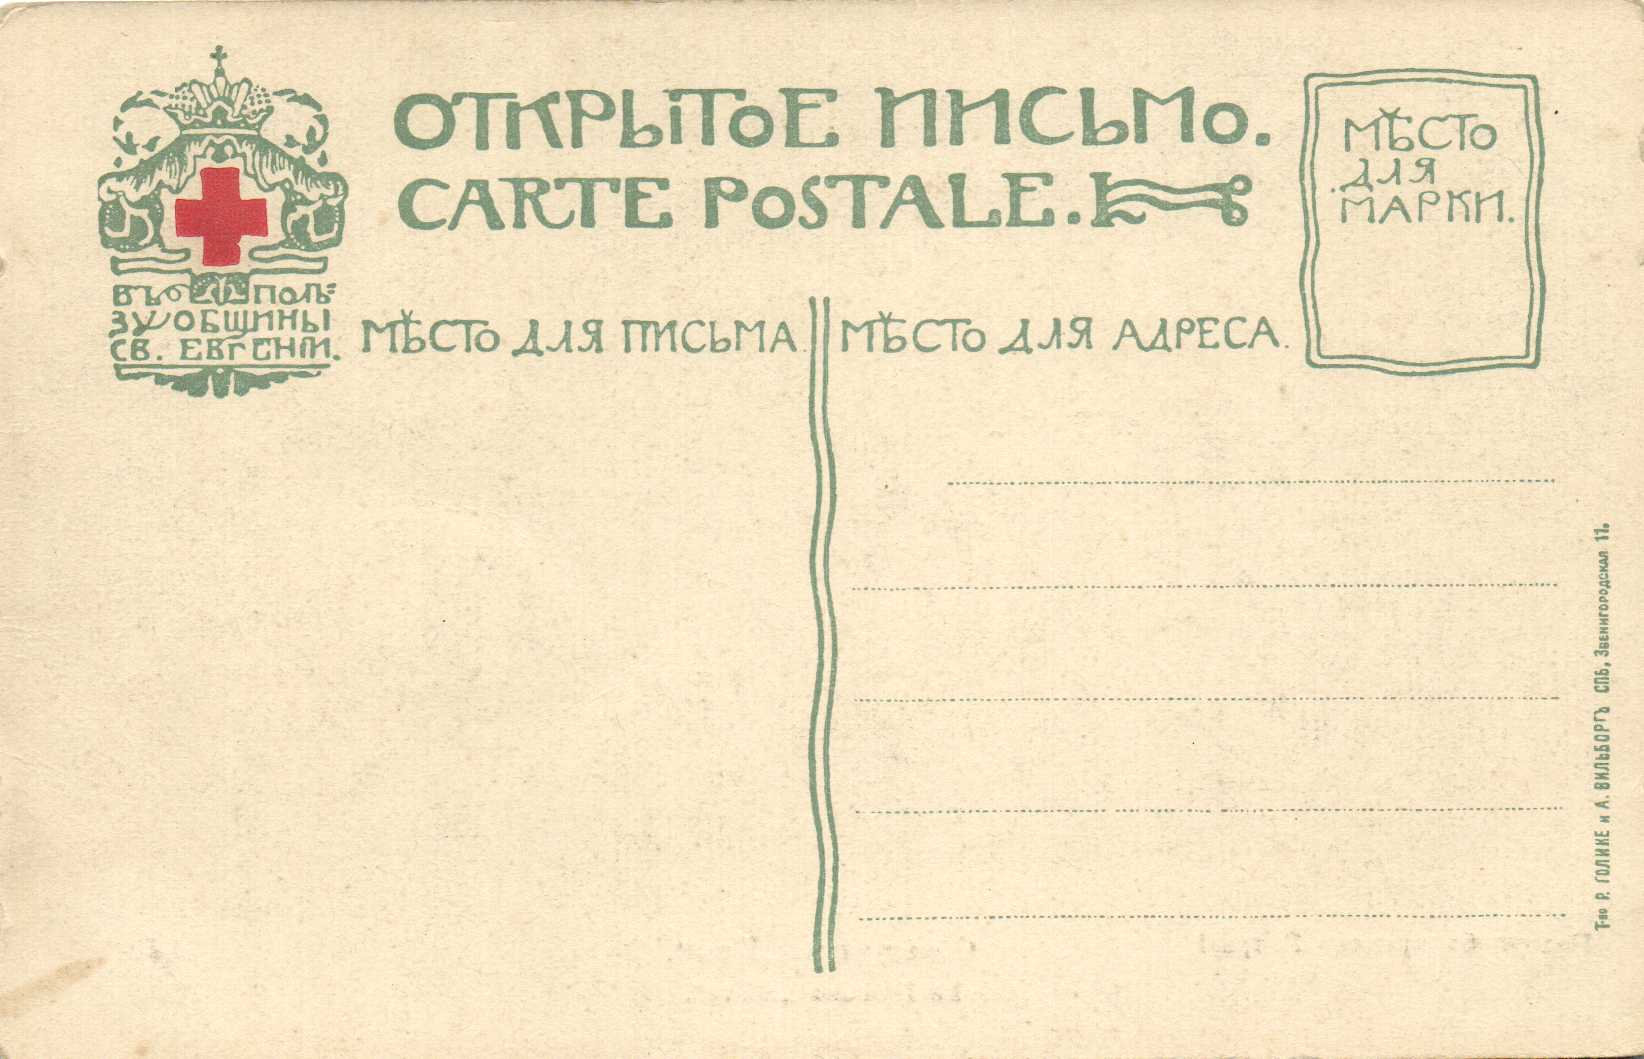 ОТКРЫТОЕ ПИСЬМО.
CARTE POSTALE.
МѢСТО
ДЛЯ
МАРКИ.
ВЪ ПОЛЬ=
ЗУ ОБЩИНЫ
СВ. ЕВГЕНІИ.
МѢСТО ДЛЯ ПИСЬМА.
МѢСТО ДЛЯ АДРЕСА.
Т-во Р. ГОЛИКЕ и А. ВИЛЬБОРГЪ СПБ, Звенигородская 11.